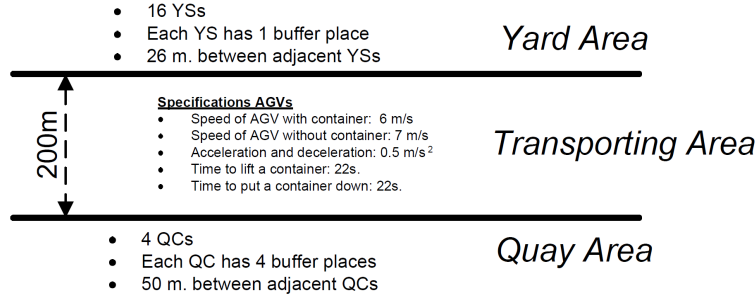 • 16 YSs
• Each YS has 1 buffer place
• 26 m. between adjacent YSs
Yard Area
200m
Specifications AGVs
• Speed of AGV with container: 6 m/s
• Speed of AGV without container: 7 m/s
• Acceleration and deceleration: 0.5 m/s²
• Time to lift a container: 22s.
• Time to put a container down: 22s.
Transporting Area
• 4 QCs
• Each QC has 4 buffer places
• 50 m. between adjacent QCs
Quay Area